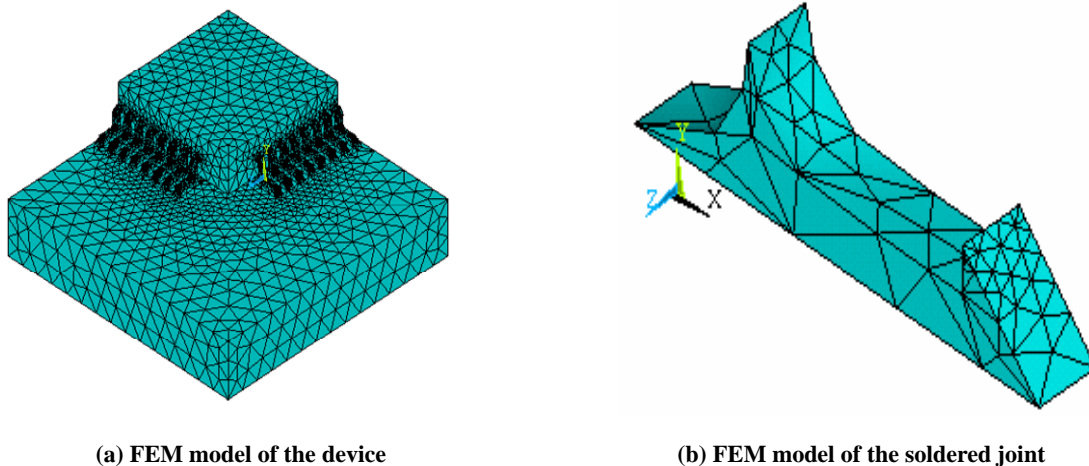 Y
Y
Z
X
(a) FEM model of the device
(b) FEM model of the soldered joint